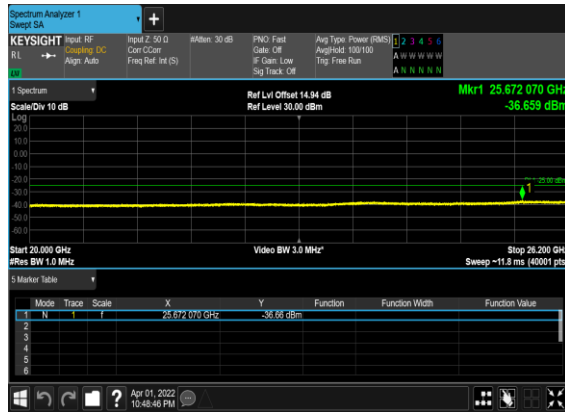 Spectrum Analyzer 1
Swept SA
KEYSIGHT Input: RF Input Z: 50 Ω #Atten: 30 dB PNO: Fast Avg Type: Power (RMS) 1 2 3 4 5 6
RL Coupling: DC Corr CCorr Gate: Off Avg|Hold: 100/100 A W W W W W
Align: Auto Freq Ref: Int (S) IF Gain: Low Trig: Free Run
LU Sig Track: Off A N N N N N
1 Spectrum Ref Lvl Offset 14.94 dB Mkr1 25.672 070 GHz
Scale/Div 10 dB Ref Level 30.00 dBm -36.659 dBm
Log
20.0
10.0
0.00
-10.0
-20.0
-25.00 dBm
-30.0
1
-40.0
-50.0
-60.0
Start 20.000 GHz Video BW 3.0 MHz* Stop 26.200 GHz
#Res BW 1.0 MHz Sweep ~11.8 ms (40001 pts)
5 Marker Table
Mode Trace Scale X Y Function Function Width Function Value
1 N 1 f 25.672 070 GHz -36.66 dBm
2
3
4
5
6
? Apr 01, 2022
10:48:46 PM